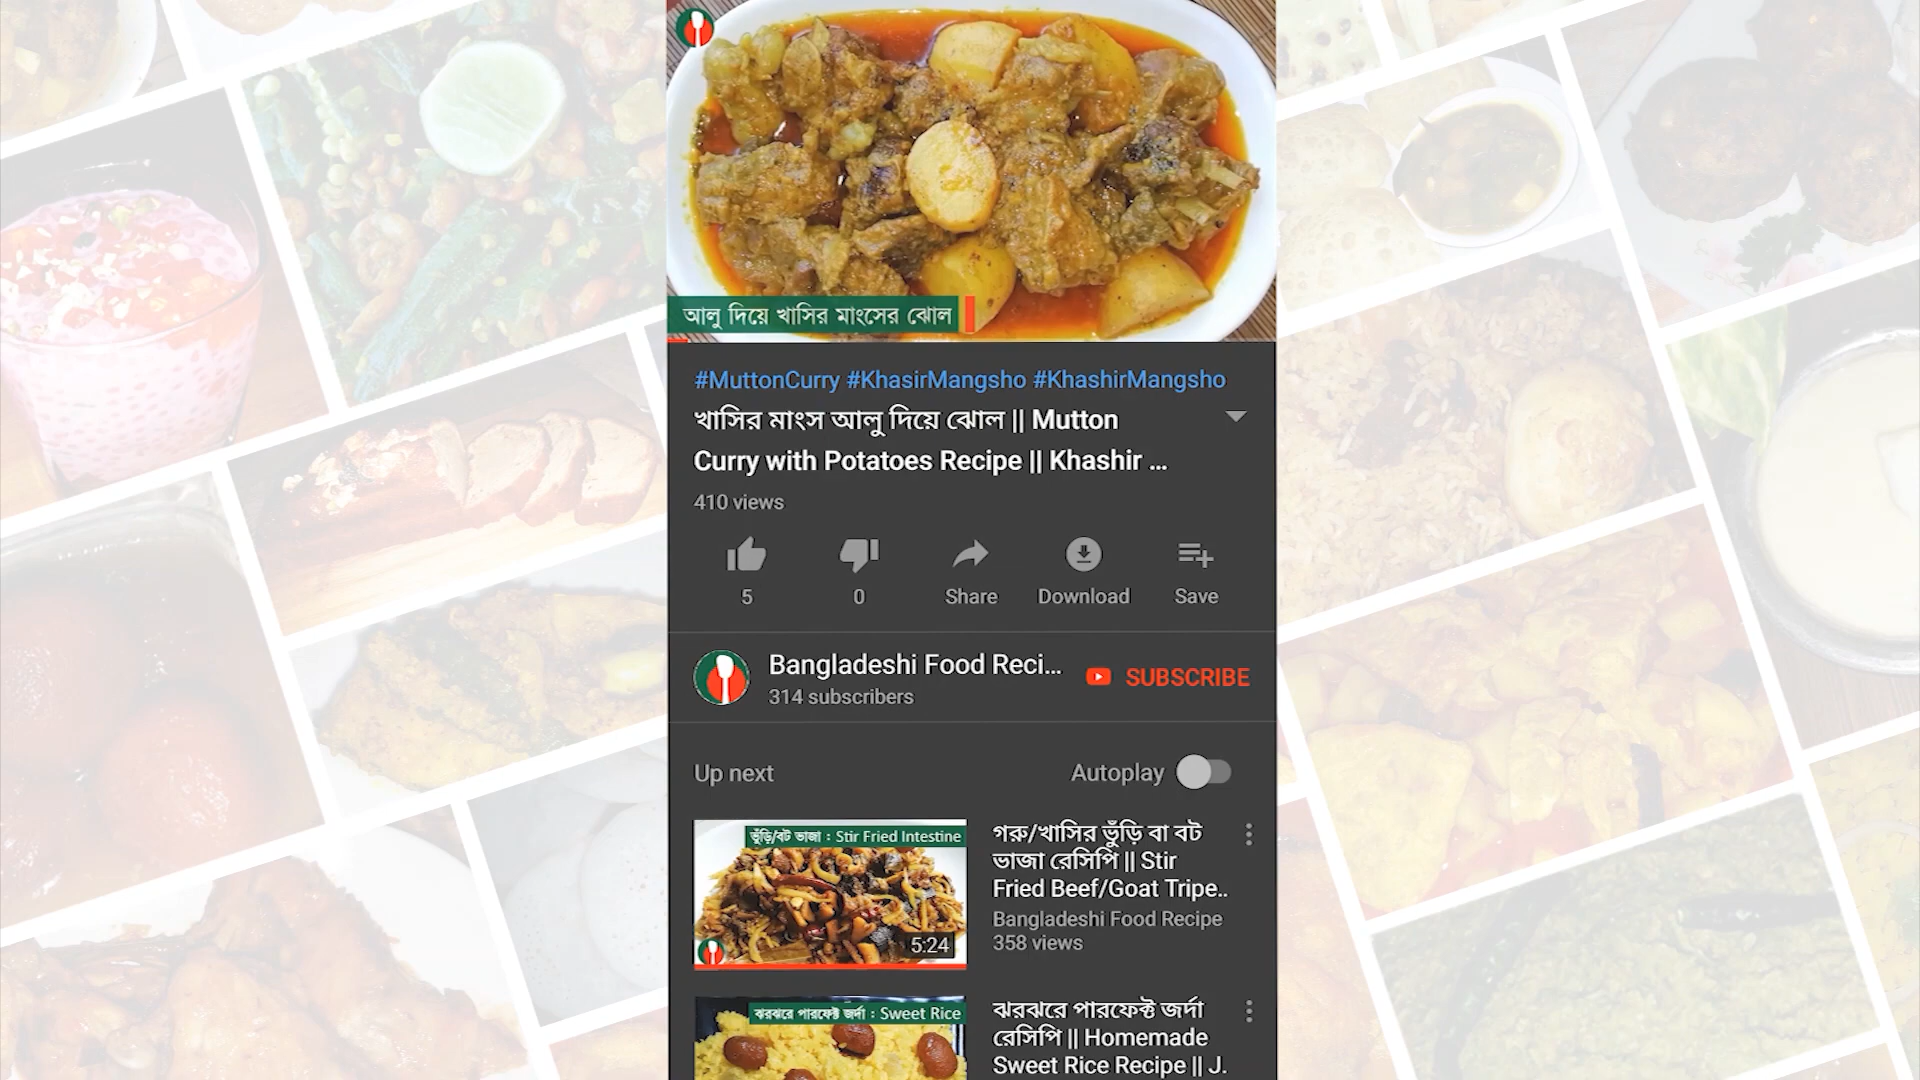 আলু দিয়ে খাসির মাংসের ঝোল
#MuttonCurry #KhasirMangsho #KhashirMangsho
খাসির মাংস আলু দিয়ে ঝোল || Mutton
Curry with Potatoes Recipe || Khashir ...
410 views
5
0
Share
Download
Save
Bangladeshi Food Reci...
314 subscribers
SUBSCRIBE
Up next
Autoplay
ভুঁড়ি/বট ভাজা : Stir Fried Intestine
5:24
গরু/খাসির ভুঁড়ি বা বট
ভাজা রেসিপি || Stir
Fried Beef/Goat Tripe..
Bangladeshi Food Recipe
358 views
ঝরঝরে পারফেক্ট জর্দা : Sweet Rice
ঝরঝরে পারফেক্ট জর্দা
রেসিপি || Homemade
Sweet Rice Recipe || J.